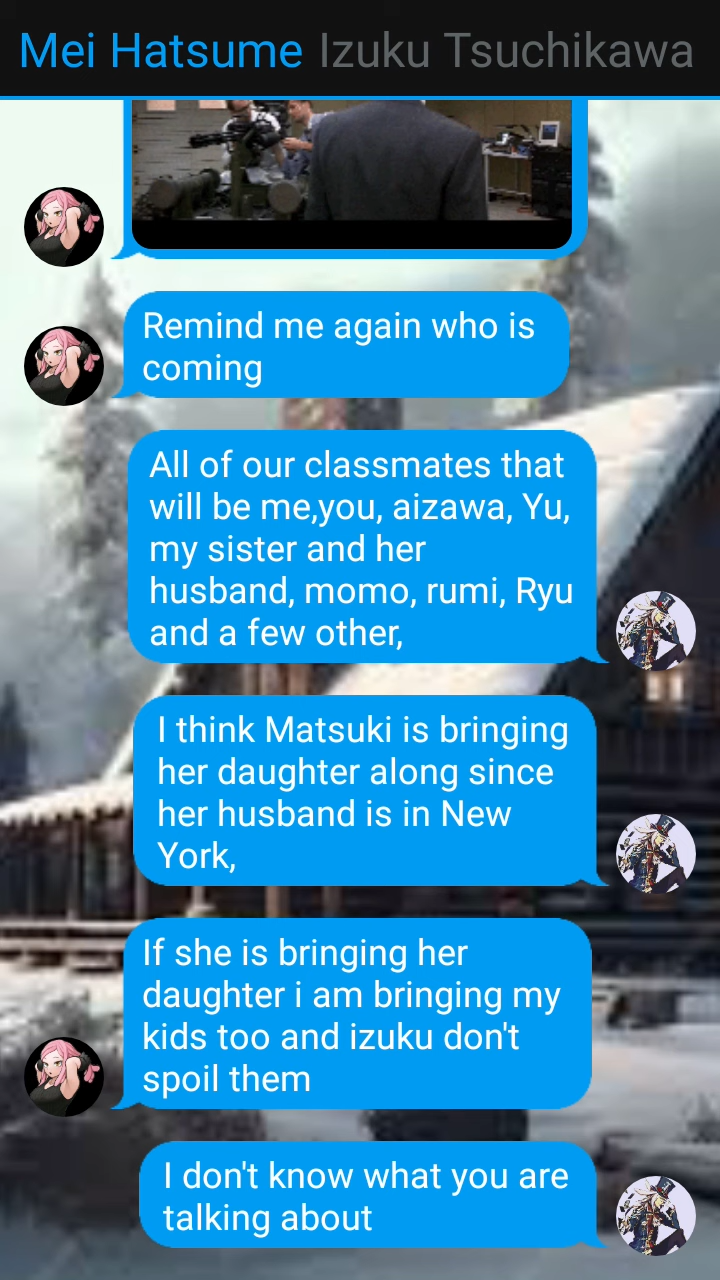 Mei Hatsume Izuku Tsuchikawa
Remind me again who is
coming
All of our classmates that
will be me,you, aizawa, Yu,
my sister and her
husband, momo, rumi, Ryu
and a few other,
I think Matsuki is bringing
her daughter along since
her husband is in New
York,
If she is bringing her
daughter i am bringing my
kids too and izuku don't
spoil them
I don't know what you are
talking about